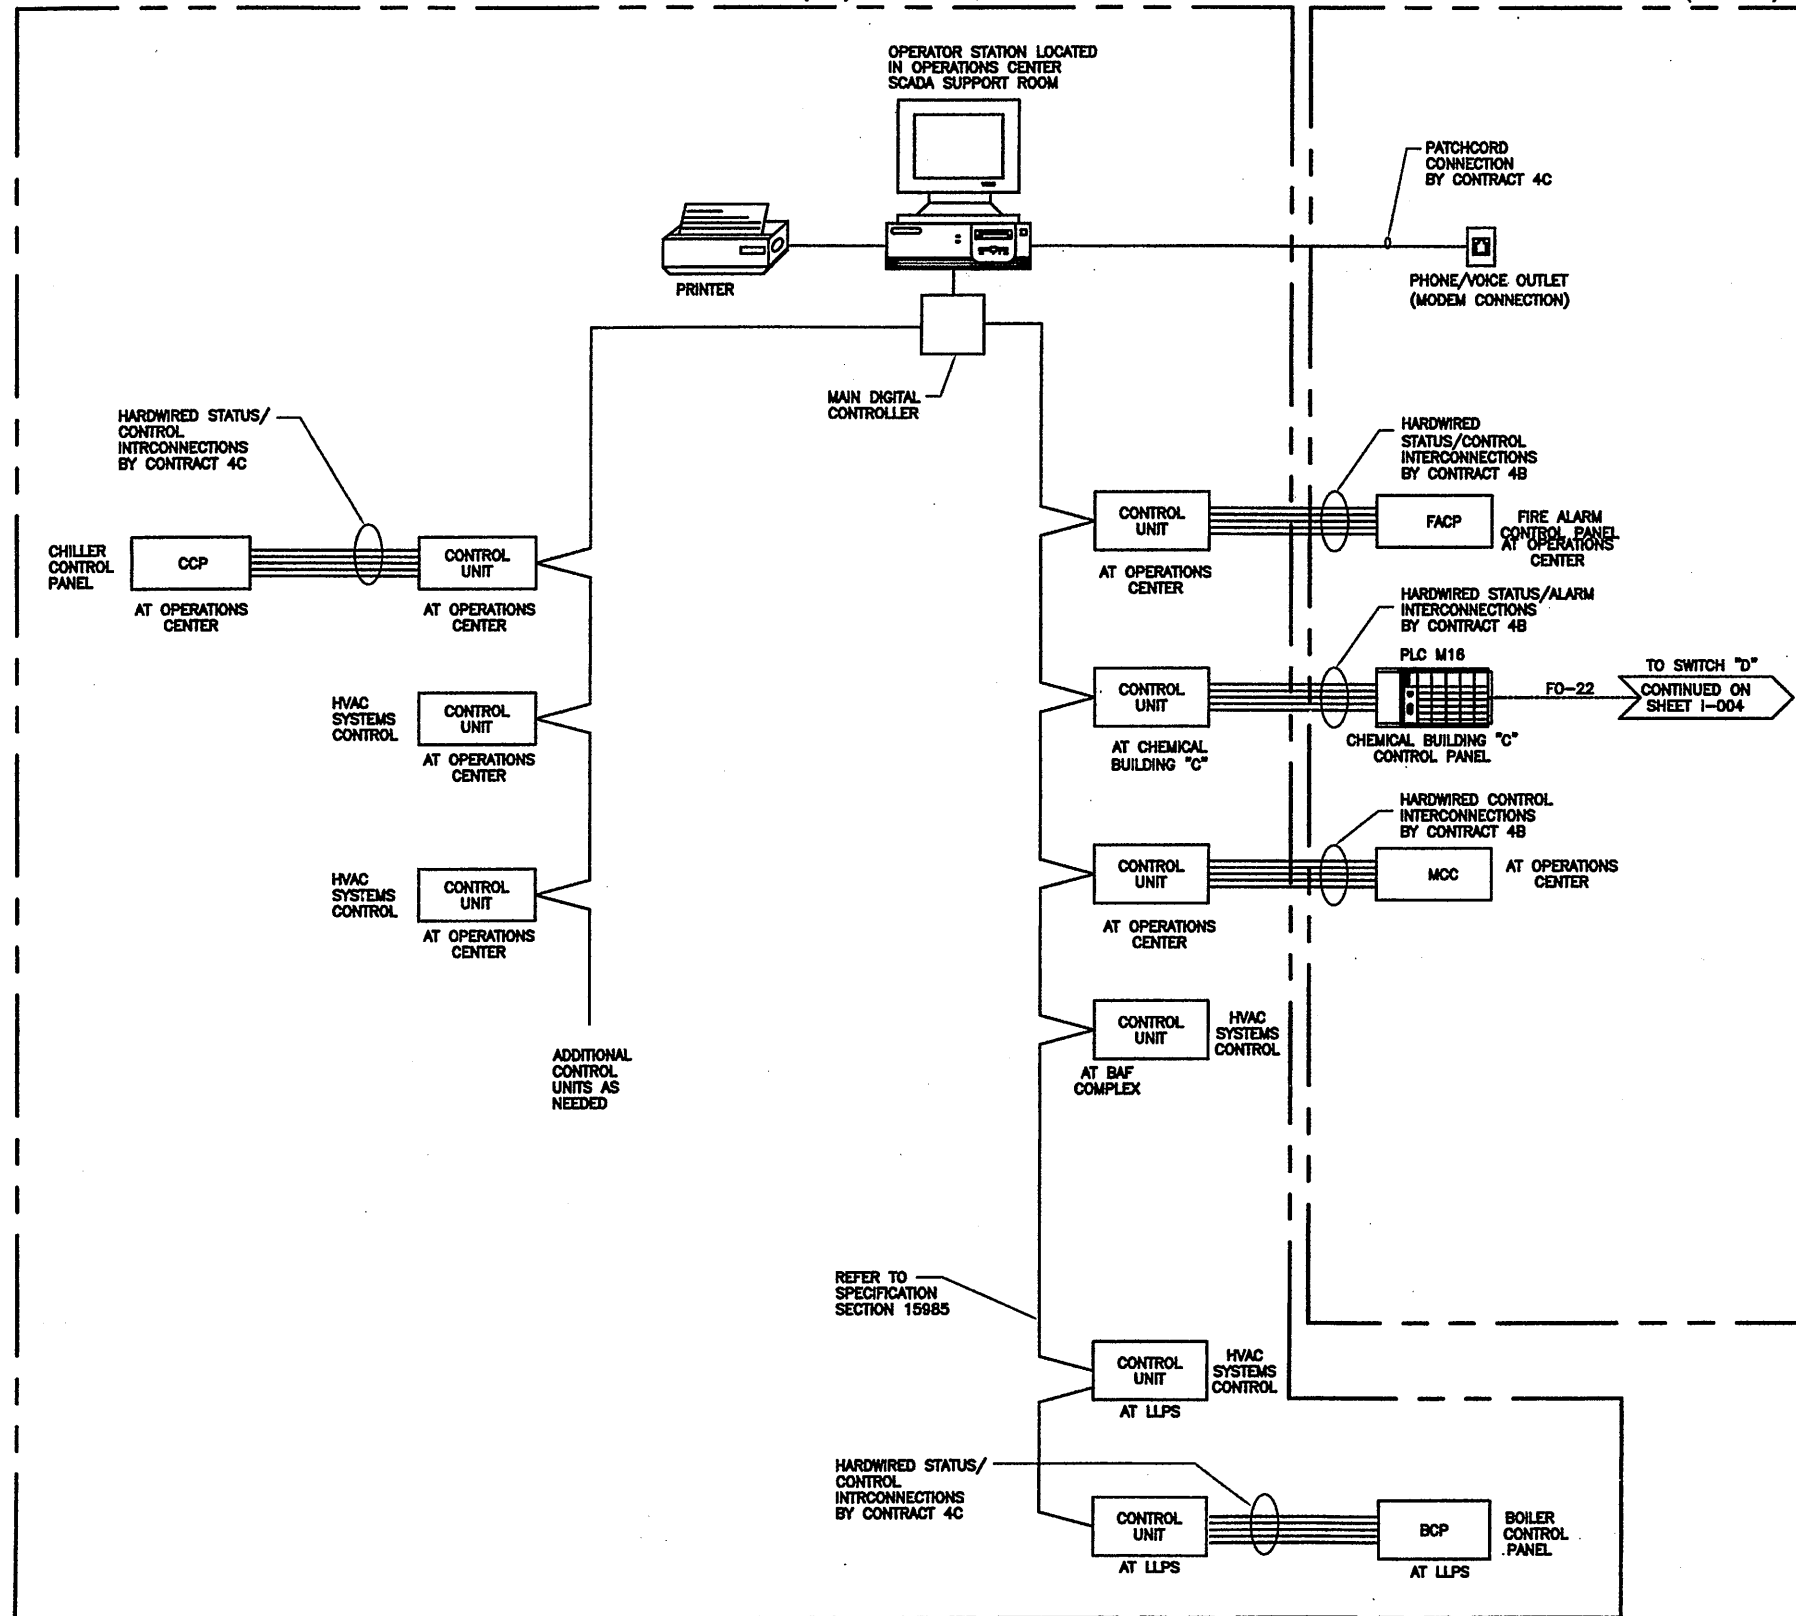 OPERATOR STATION LOCATED
IN OPERATIONS CENTER
SCADA SUPPORT ROOM
PATCHCORD
CONNECTION
BY CONTRACT 4C
PRINTER
PHONE/VOICE OUTLET
(MODEM CONNECTION)
MAIN DIGITAL
CONTROLLER
HARDWIRED STATUS/
CONTROL
INTRCONNECTIONS
BY CONTRACT 4C
CHILLER
CONTROL
PANEL
CCP
AT OPERATIONS
CENTER
CONTROL
UNIT
AT OPERATIONS
CENTER
HVAC
SYSTEMS
CONTROL
CONTROL
UNIT
AT OPERATIONS
CENTER
HVAC
SYSTEMS
CONTROL
CONTROL
UNIT
AT OPERATIONS
CENTER
ADDITIONAL
CONTROL
UNITS AS
NEEDED
HARDWIRED
STATUS/CONTROL
INTERCONNECTIONS
BY CONTRACT 4B
CONTROL
UNIT
AT OPERATIONS
CENTER
FACP
FIRE ALARM
CONTROL PANEL
AT OPERATIONS
CENTER
HARDWIRED STATUS/ALARM
INTERCONNECTIONS
BY CONTRACT 4B
PLC M16
CONTROL
UNIT
AT CHEMICAL
BUILDING "C"
CHEMICAL BUILDING "C"
CONTROL PANEL
FO-22
TO SWITCH "D"
CONTINUED ON
SHEET I-004
HARDWIRED CONTROL
INTERCONNECTIONS
BY CONTRACT 4B
CONTROL
UNIT
AT OPERATIONS
CENTER
MCC
AT OPERATIONS
CENTER
CONTROL
UNIT
AT BAF
COMPLEX
HVAC
SYSTEMS
CONTROL
REFER TO
SPECIFICATION
SECTION 15985
CONTROL
UNIT
AT LLPS
HVAC
SYSTEMS
CONTROL
HARDWIRED STATUS/
CONTROL
INTRCONNECTIONS
BY CONTRACT 4C
CONTROL
UNIT
AT LLPS
BCP
AT LLPS
BOILER
CONTROL
PANEL